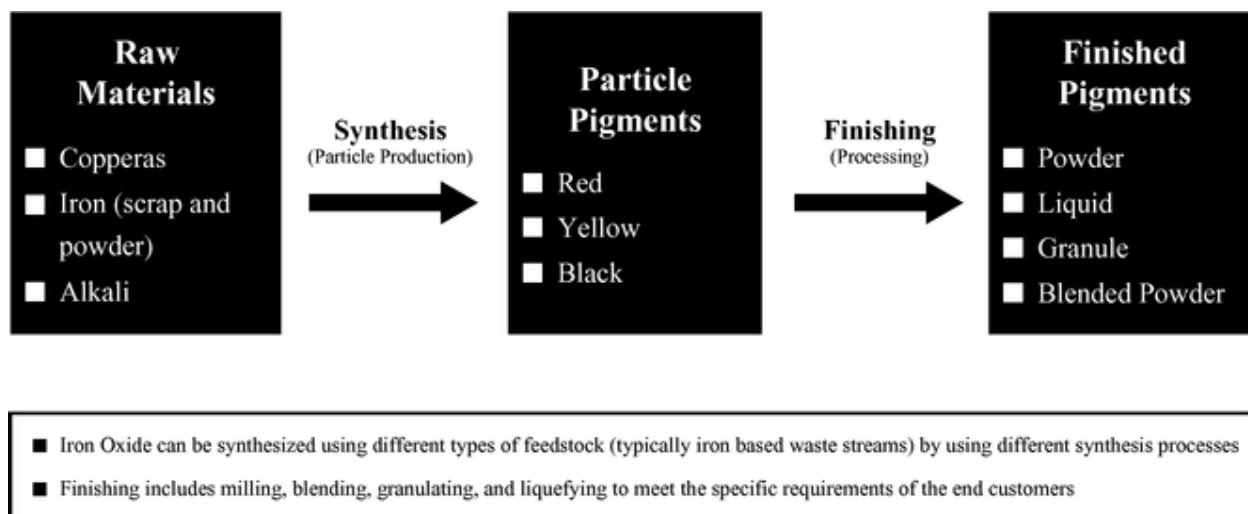 Raw
Materials
Copperas
Iron (scrap and
powder)
Alkali
Synthesis
(Particle Production)
Particle
Pigments
Red
Yellow
Black
Finishing
(Processing)
Finished
Pigments
Powder
Liquid
Granule
Blended Powder
Iron Oxide can be synthesized using different types of feedstock (typically iron based waste streams) by using different synthesis processes
Finishing includes milling, blending, granulating, and liquefying to meet the specific requirements of the end customers